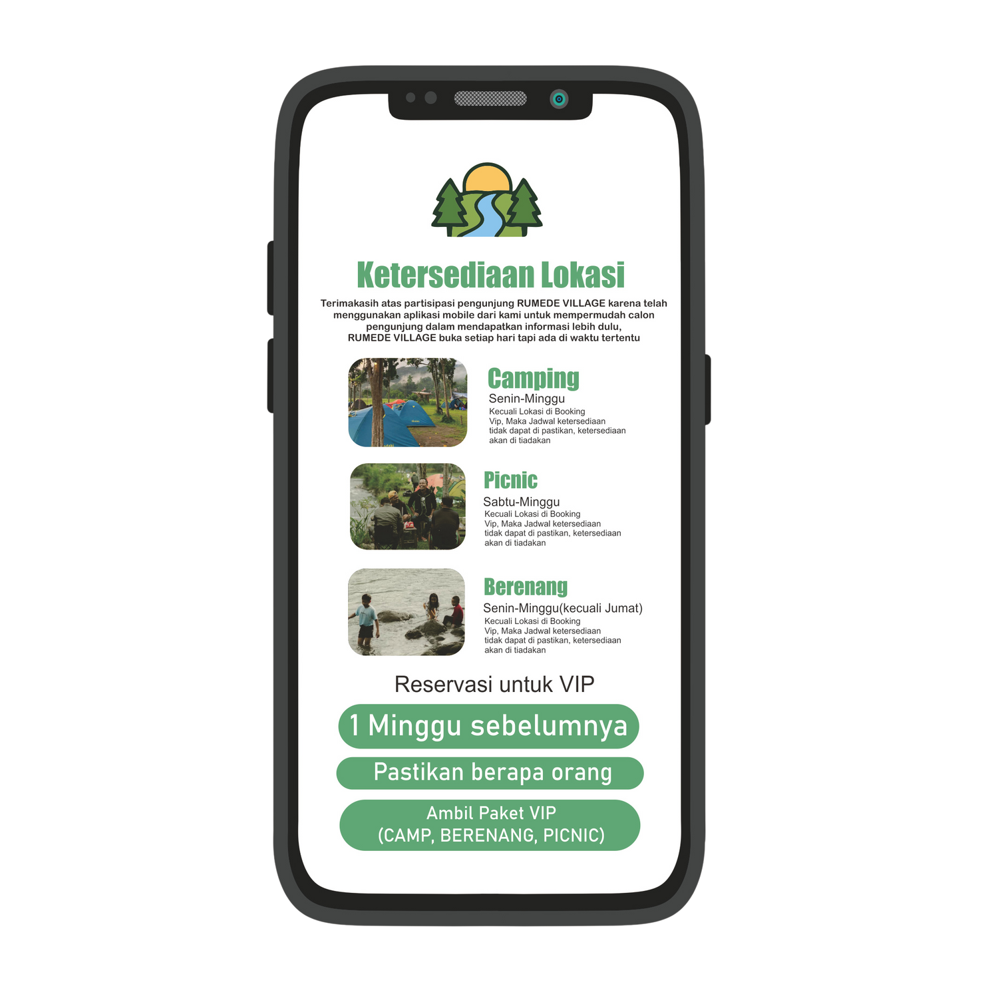 Ketersediaan Lokasi
Terimakasih atas partisipasi pengunjung RUMEDE VILLAGE karena telah
menggunakan aplikasi mobile dari kami untuk mempermudah calon
pengunjung dalam mendapatkan informasi lebih dulu,
RUMEDE VILLAGE buka setiap hari tapi ada di waktu tertentu
Camping
Senin-Minggu
Kecuali Lokasi di Booking
Vip, Maka Jadwal ketersediaan
tidak dapat di pastikan, ketersediaan
akan di tiadakan
Picnic
Sabtu-Minggu
Kecuali Lokasi di Booking
Vip, Maka Jadwal ketersediaan
tidak dapat di pastikan, ketersediaan
akan di tiadakan
Berenang
Senin-Minggu(kecuali Jumat)
Kecuali Lokasi di Booking
Vip, Maka Jadwal ketersediaan
tidak dapat di pastikan, ketersediaan
akan di tiadakan
Reservasi untuk VIP
1 Minggu sebelumnya
Pastikan berapa orang
Ambil Paket VIP
(CAMP, BERENANG, PICNIC)